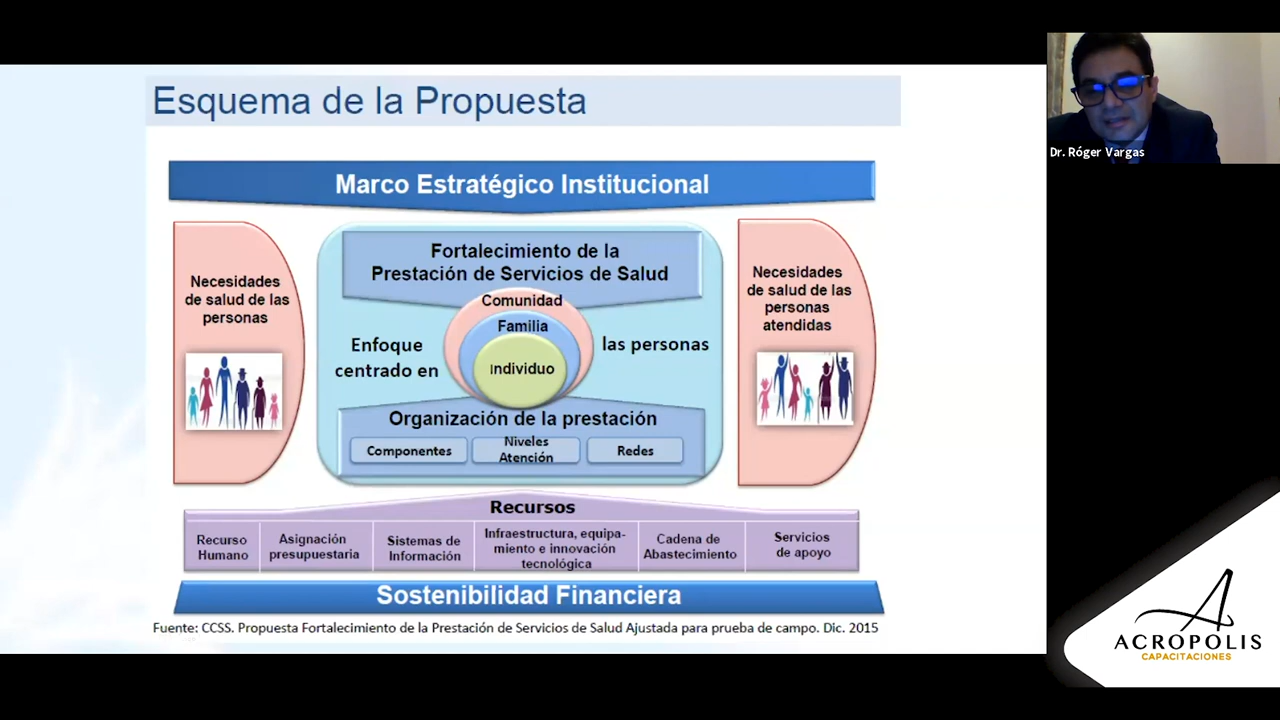 Esquema de la Propuesta
Marco Estratégico Institucional
Necesidades
de salud de las
personas
Fortalecimiento de la
Prestación de Servicios de Salud
Comunidad
Familia
Individuo
Enfoque
centrado en
las personas
Organización de la prestación
Componentes
Niveles
Atención
Redes
Necesidades
de salud de las
personas
atendidas
Recursos
Recurso
Humano
Asignación
presupuestaria
Sistemas de
Información
Infraestructura, equipa-
miento e innovación
tecnológica
Cadena de
Abastecimiento
Servicios
de apoyo
Sostenibilidad Financiera
Fuente: CCSS. Propuesta Fortalecimiento de la Prestación de Servicios de Salud Ajustada para prueba de campo. Dic. 2015
Dr. Róger Vargas
ACROPOLIS
CAPACITACIONES